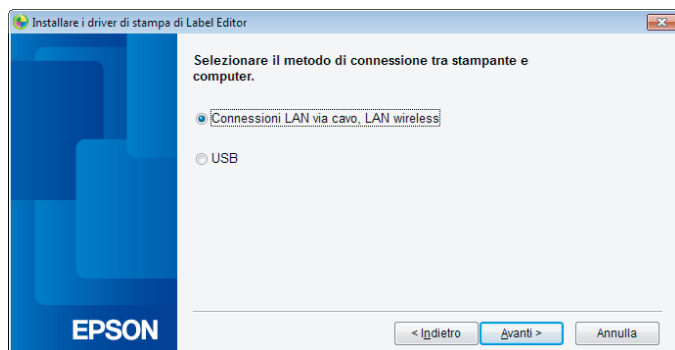 Installare i driver di stampa di Label Editor
Selezionare il metodo di connessione tra stampante e
computer.
Connessioni LAN via cavo, LAN wireless
USB
EPSON
< Indietro
Avanti >
Annulla